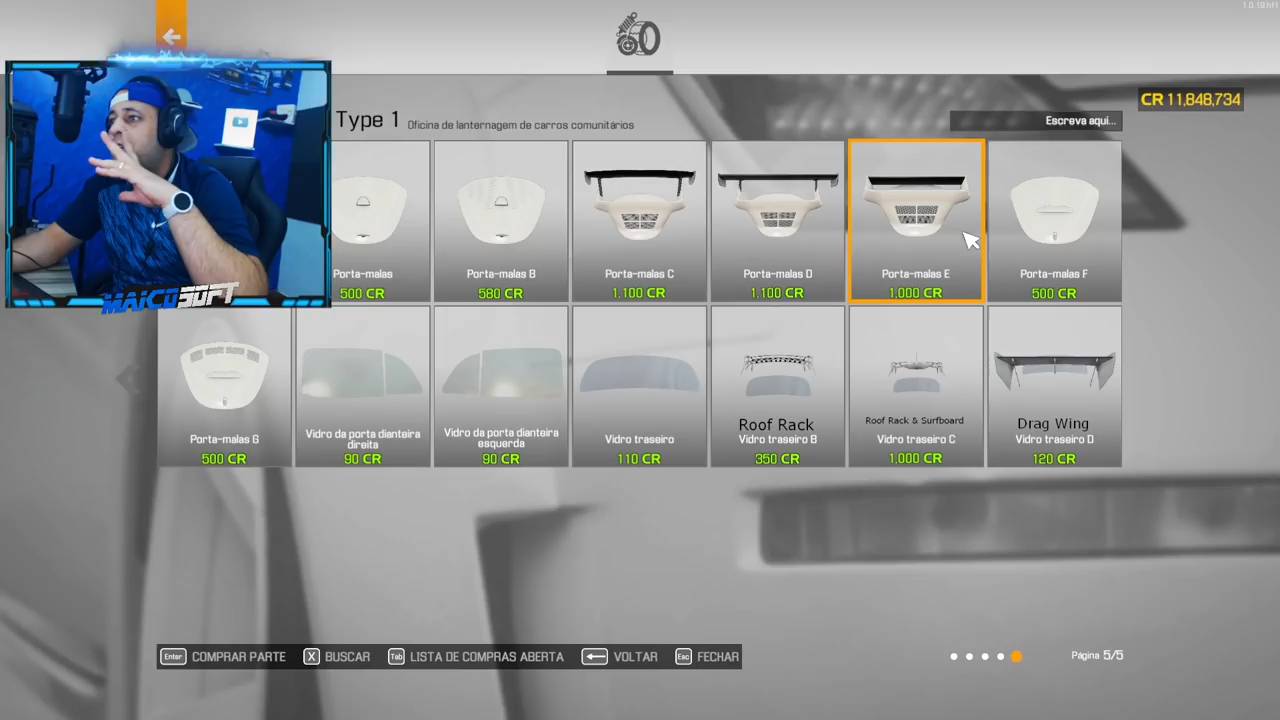 1.0.19hf1
CR 11,848,734
Type 1 Oficina de lanternagem de carros comunitários
Escreva aqui...
MAICOSOFT
Porta-malas
500 CR
Porta-malas B
580 CR
Porta-malas C
1,100 CR
Porta-malas D
1,100 CR
Porta-malas E
1,000 CR
Porta-malas F
500 CR
Porta-malas G
500 CR
Vidro da porta dianteira
direita
90 CR
Vidro da porta dianteira
esquerda
90 CR
Vidro traseiro
110 CR
Roof Rack
Vidro traseiro B
350 CR
Roof Rack & Surfboard
Vidro traseiro C
1,000 CR
Drag Wing
Vidro traseiro D
120 CR
Enter COMPRAR PARTE X BUSCAR Tab LISTA DE COMPRAS ABERTA VOLTAR Esc FECHAR
Página 5/5